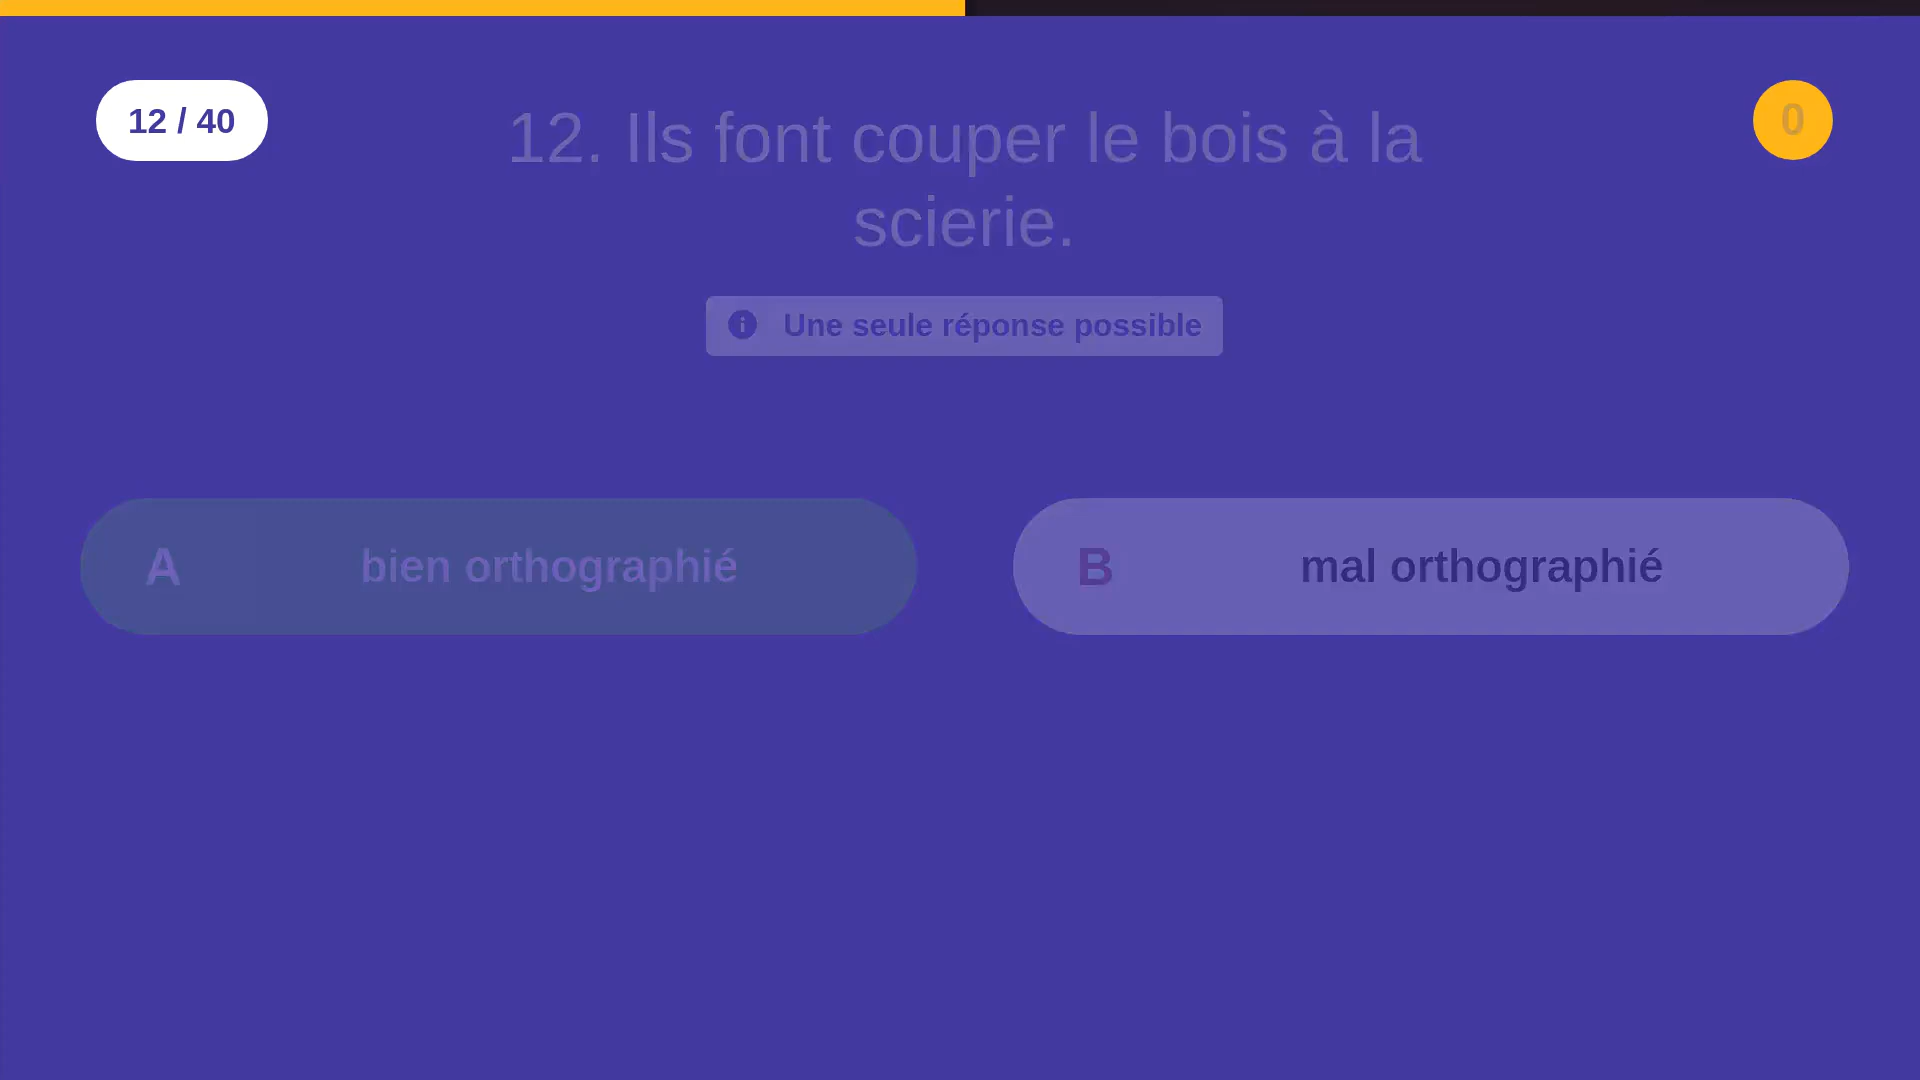 12 / 40
12. Ils font couper le bois à la
scierie.
0
Une seule réponse possible
A bien orthographié
B mal orthographié